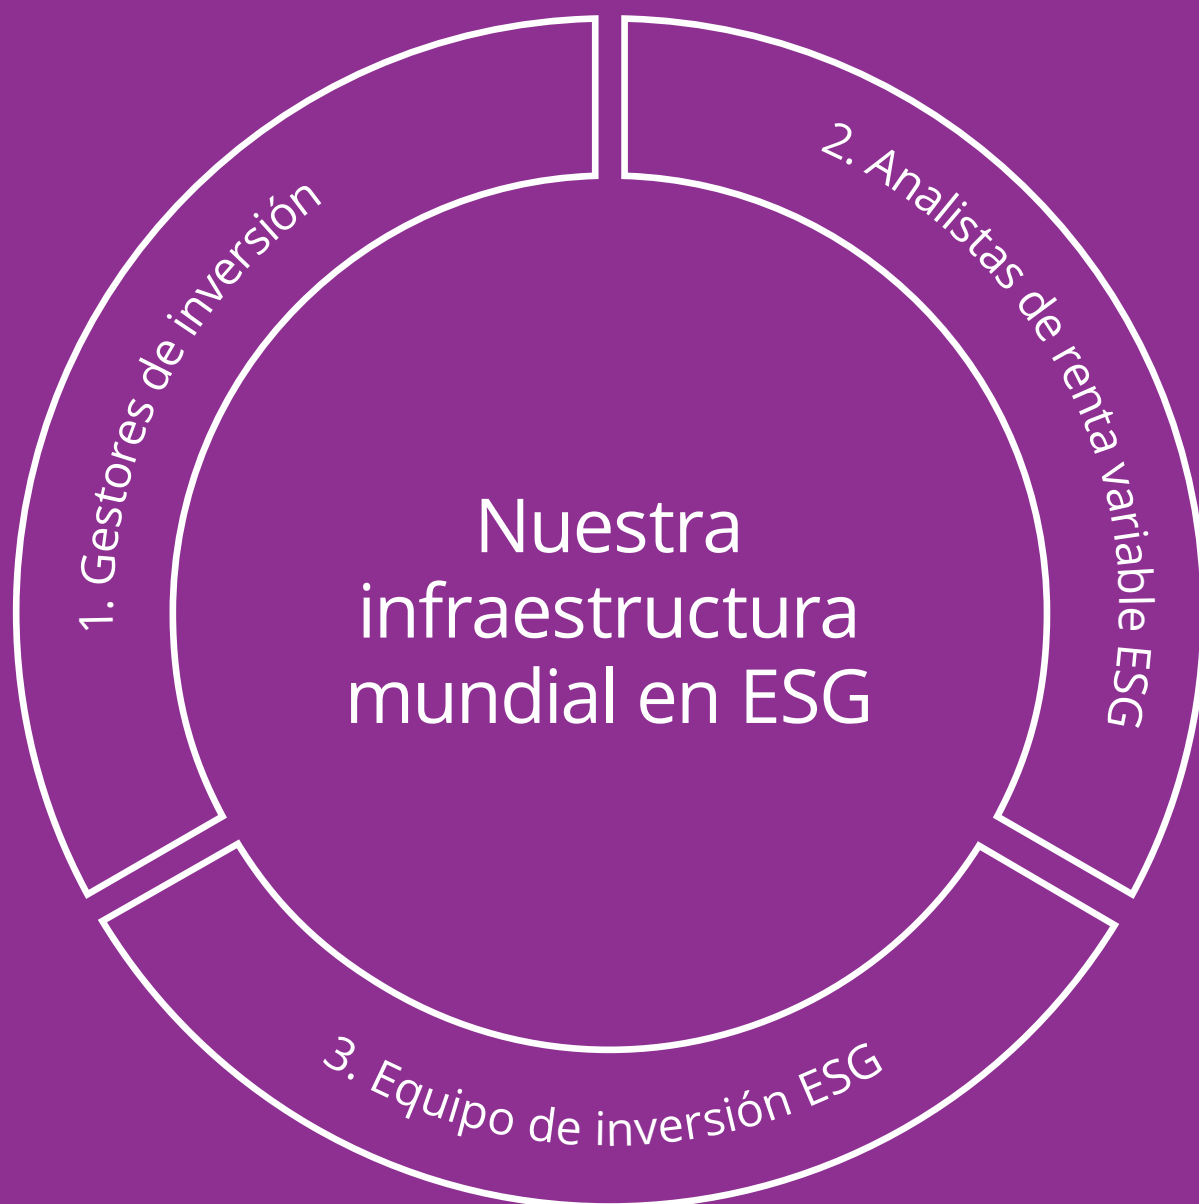 Nuestra
infraestructura
mundial en ESG
1. Gestores de inversión
2. Analistas de renta variable ESG
3. Equipo de inversión ESG